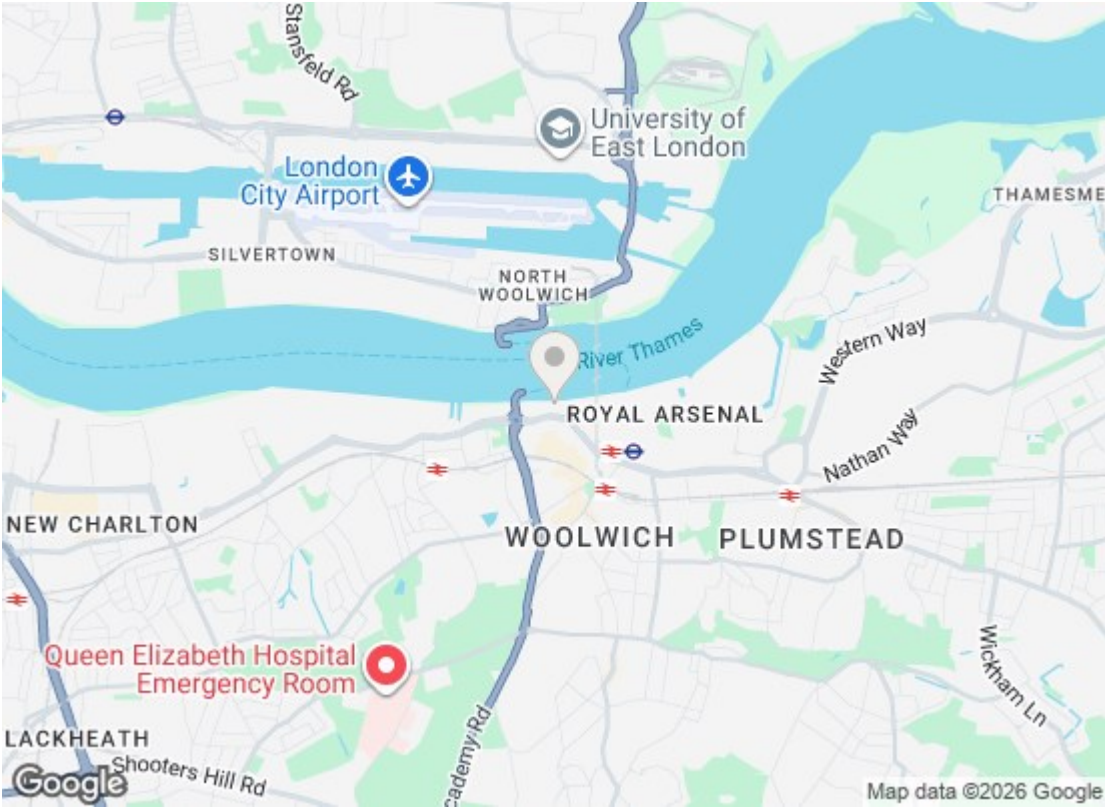 Stansfeld Rd
University of
East London
London
City Airport
THAMESME
SILVERTOWN
NORTH
WOOLWICH
River Thames
Western Way
ROYAL ARSENAL
Nathan Way
NEW CHARLTON
WOOLWICH
PLUMSTEAD
Queen Elizabeth Hospital
Emergency Room
Wickham Ln
cademy Rd
LACKHEATH
Shooters Hill Rd
Google
Map data ©2026 Google